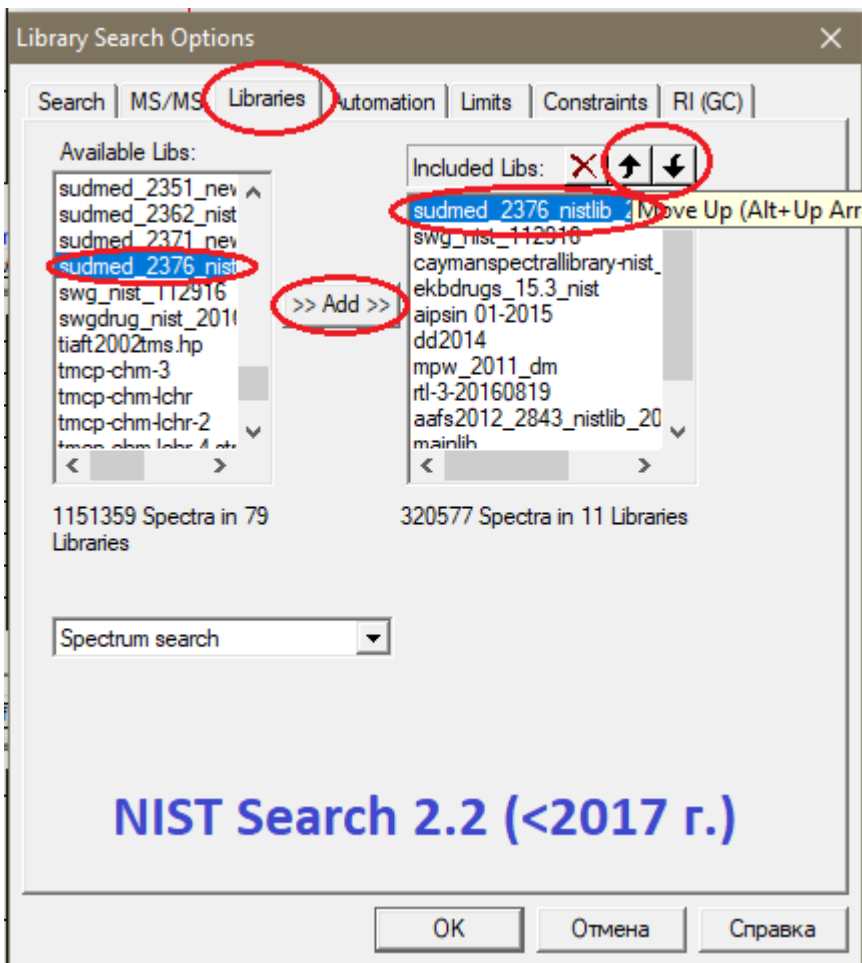 Library Search Options
Search MS/MS Libraries Automation Limits Constraints RI (GC)
Available Libs:
Included Libs:
sudmed_2351_new
sudmed_2362_nist
sudmed_2371_new
sudmed_2376_nist
swg_nist_112916
swgdrug_nist_2016
tiaft2002tms.hp
tmcp-chm-3
tmcp-chm-lchr
tmcp-chm-lchr-2
>> Add >>
sudmed_2376_nistlib_2
Move Up (Alt+Up Arr
swg_nist_112916
caymanspectrallibrary-nist_
ekbdrugs_15.3_nist
aipsin 01-2015
dd2014
mpw_2011_dm
rtl-3-20160819
aafs2012_2843_nistlib_20
mainlib
1151359 Spectra in 79
Libraries
320577 Spectra in 11 Libraries
Spectrum search
NIST Search 2.2 (<2017 г.)
OK Отмена Справка